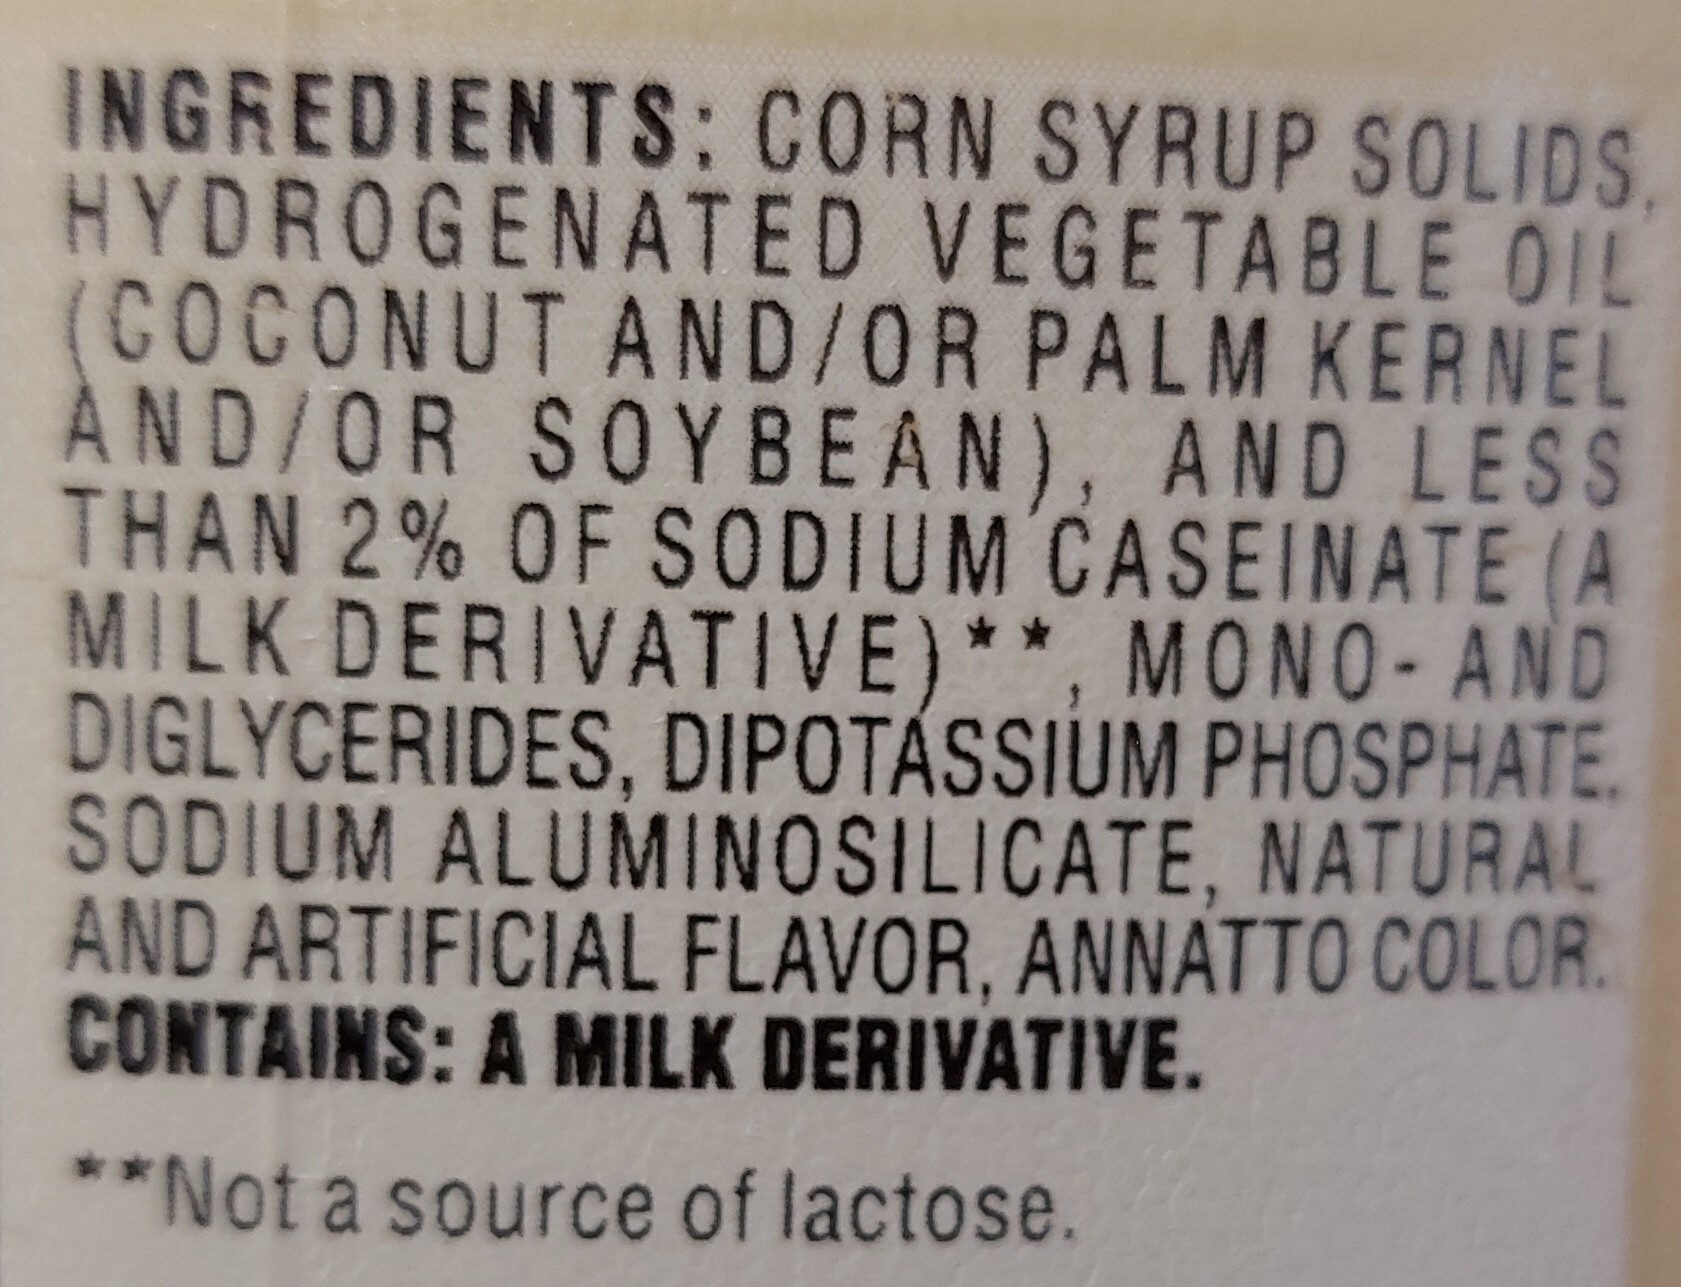 INGREDIENTS: CORN SYRUP SOLIDS,
HYDROGENATED VEGETABLE OIL
(COCONUT AND/OR PALM KERNEL
AND/OR SOYBEAN), AND LESS
THAN 2% OF SODIUM CASEINATE (A
MILK DERIVATIVE)**, MONO- AND
DIGLYCERIDES, DIPOTASSIUM PHOSPHATE,
SODIUM ALUMINOSILICATE, NATURAL
AND ARTIFICIAL FLAVOR, ANNATTO COLOR.
CONTAINS: A MILK DERIVATIVE.
**Not a source of lactose.